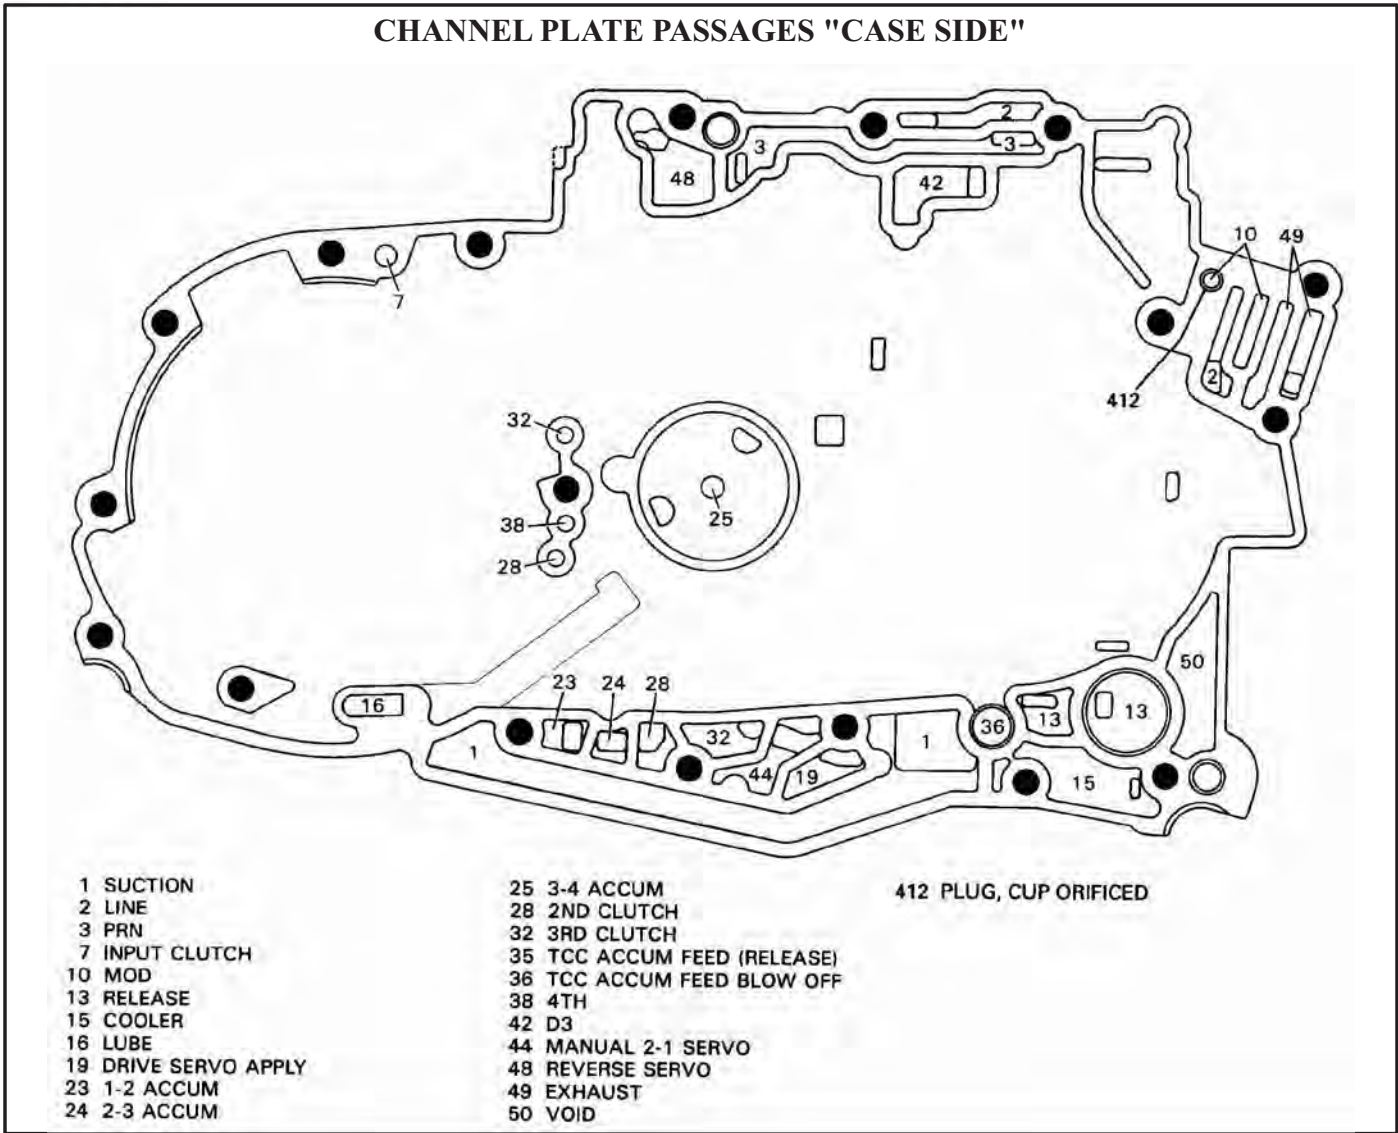 CHANNEL PLATE PASSAGES "CASE SIDE"
2
3
3
48
42
10 49
7
2
412
32
25
38
28
50
23 24 28
16
13 13
36
32
1 1
44 19
15
1 SUCTION
2 LINE
3 PRN
7 INPUT CLUTCH
10 MOD
13 RELEASE
15 COOLER
16 LUBE
19 DRIVE SERVO APPLY
23 1-2 ACCUM
24 2-3 ACCUM
25 3-4 ACCUM
28 2ND CLUTCH
32 3RD CLUTCH
35 TCC ACCUM FEED (RELEASE)
36 TCC ACCUM FEED BLOW OFF
38 4TH
42 D3
44 MANUAL 2-1 SERVO
48 REVERSE SERVO
49 EXHAUST
50 VOID
412 PLUG, CUP ORIFICED